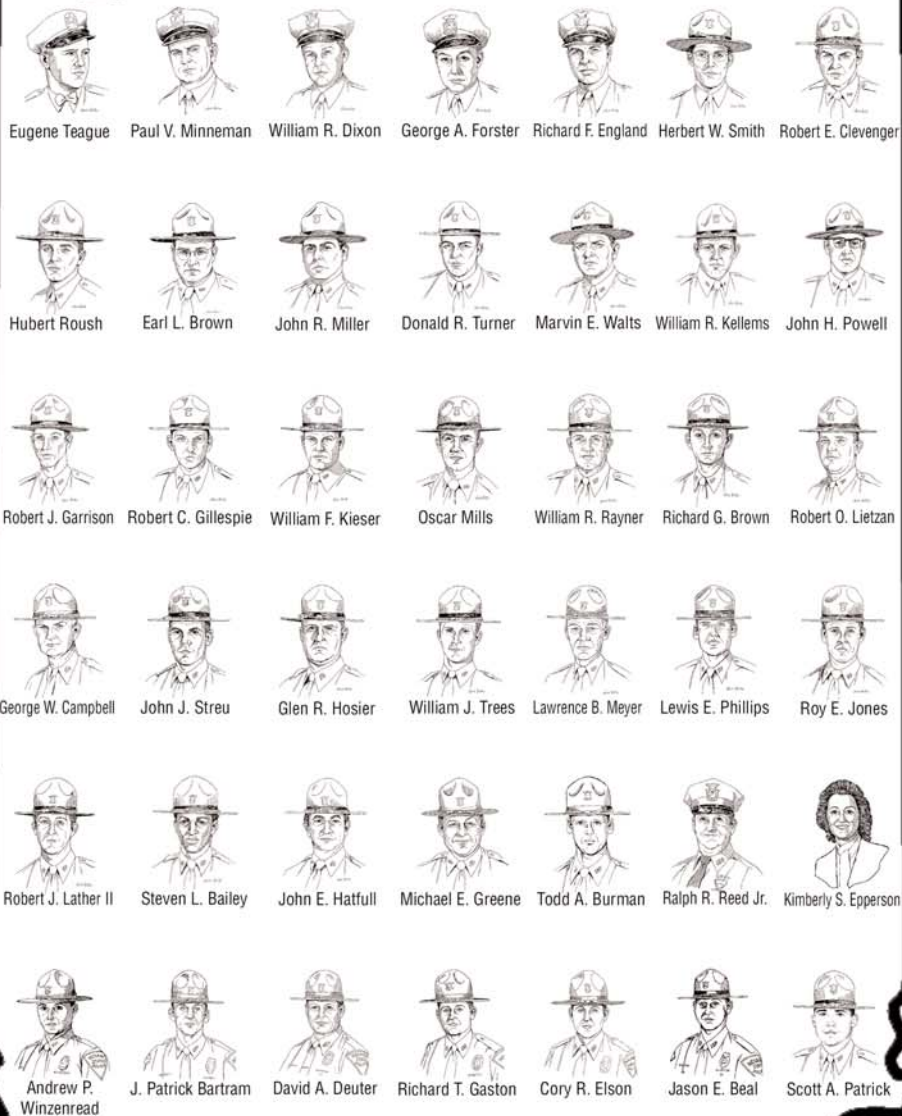 Eugene Teague Paul V. Minneman William R. Dixon George A. Forster Richard F. England Herbert W. Smith Robert E. Clevenger
Hubert Roush Earl L. Brown John R. Miller Donald R. Turner Marvin E. Walts William R. Kellems John H. Powell
Robert J. Garrison Robert C. Gillespie William F. Kieser Oscar Mills William R. Rayner Richard G. Brown Robert O. Lietzan
George W. Campbell John J. Streu Glen R. Hosier William J. Trees Lawrence B. Meyer Lewis E. Phillips Roy E. Jones
Robert J. Lather II Steven L. Bailey John E. Hatfull Michael E. Greene Todd A. Burman Ralph R. Reed Jr. Kimberly S. Epperson
Andrew P. J. Patrick Bartram David A. Deuter Richard T. Gaston Cory R. Elson Jason E. Beal Scott A. Patrick
Winzenread